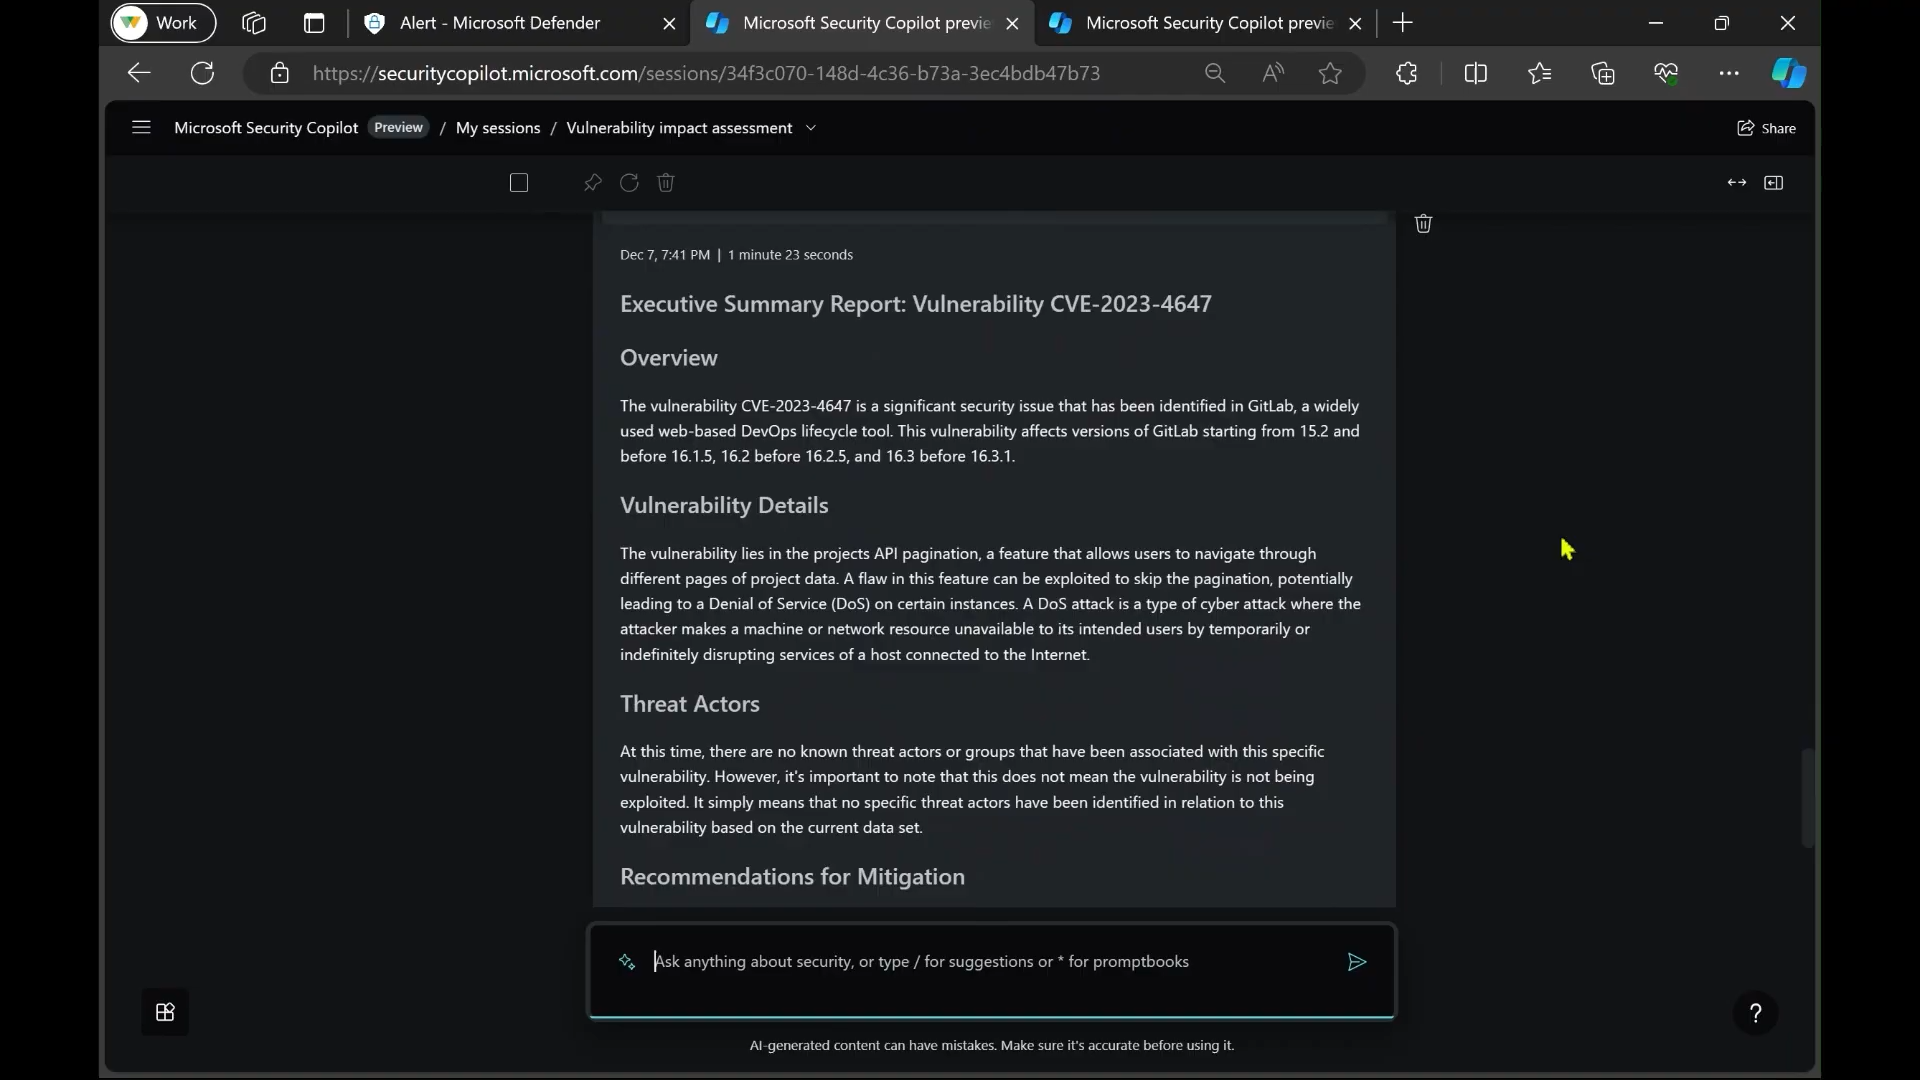 Work
Alert - Microsoft Defender
Microsoft Security Copilot previe
Microsoft Security Copilot previe
https://securitycopilot.microsoft.com/sessions/34f3c070-148d-4c36-b73a-3ec4bdb47b73
Microsoft Security Copilot Preview / My sessions / Vulnerability impact assessment
Share
Dec 7, 7:41 PM | 1 minute 23 seconds
Executive Summary Report: Vulnerability CVE-2023-4647
Overview
The vulnerability CVE-2023-4647 is a significant security issue that has been identified in GitLab, a widely
used web-based DevOps lifecycle tool. This vulnerability affects versions of GitLab starting from 15.2 and
before 16.1.5, 16.2 before 16.2.5, and 16.3 before 16.3.1.
Vulnerability Details
The vulnerability lies in the projects API pagination, a feature that allows users to navigate through
different pages of project data. A flaw in this feature can be exploited to skip the pagination, potentially
leading to a Denial of Service (DoS) on certain instances. A DoS attack is a type of cyber attack where the
attacker makes a machine or network resource unavailable to its intended users by temporarily or
indefinitely disrupting services of a host connected to the Internet.
Threat Actors
At this time, there are no known threat actors or groups that have been associated with this specific
vulnerability. However, it's important to note that this does not mean the vulnerability is not being
exploited. It simply means that no specific threat actors have been identified in relation to this
vulnerability based on the current data set.
Recommendations for Mitigation
Ask anything about security, or type / for suggestions or * for promptbooks
?
AI-generated content can have mistakes. Make sure it's accurate before using it.